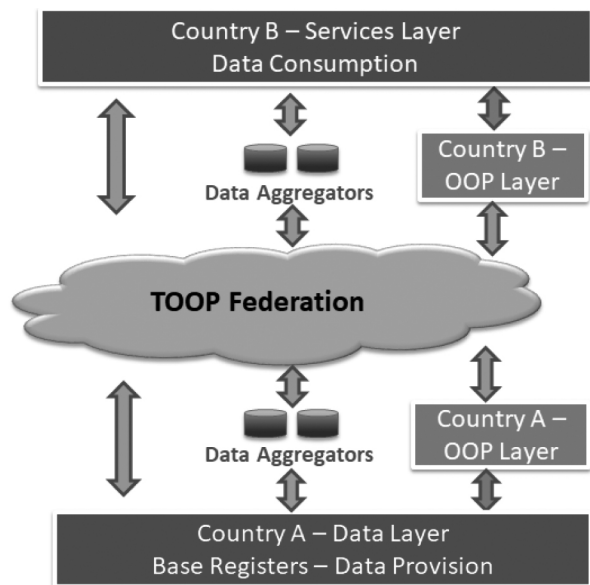 Country B – Services Layer
Data Consumption
Data Aggregators
Country B –
OOP Layer
TOOP Federation
Data Aggregators
Country A –
OOP Layer
Country A – Data Layer
Base Registers – Data Provision